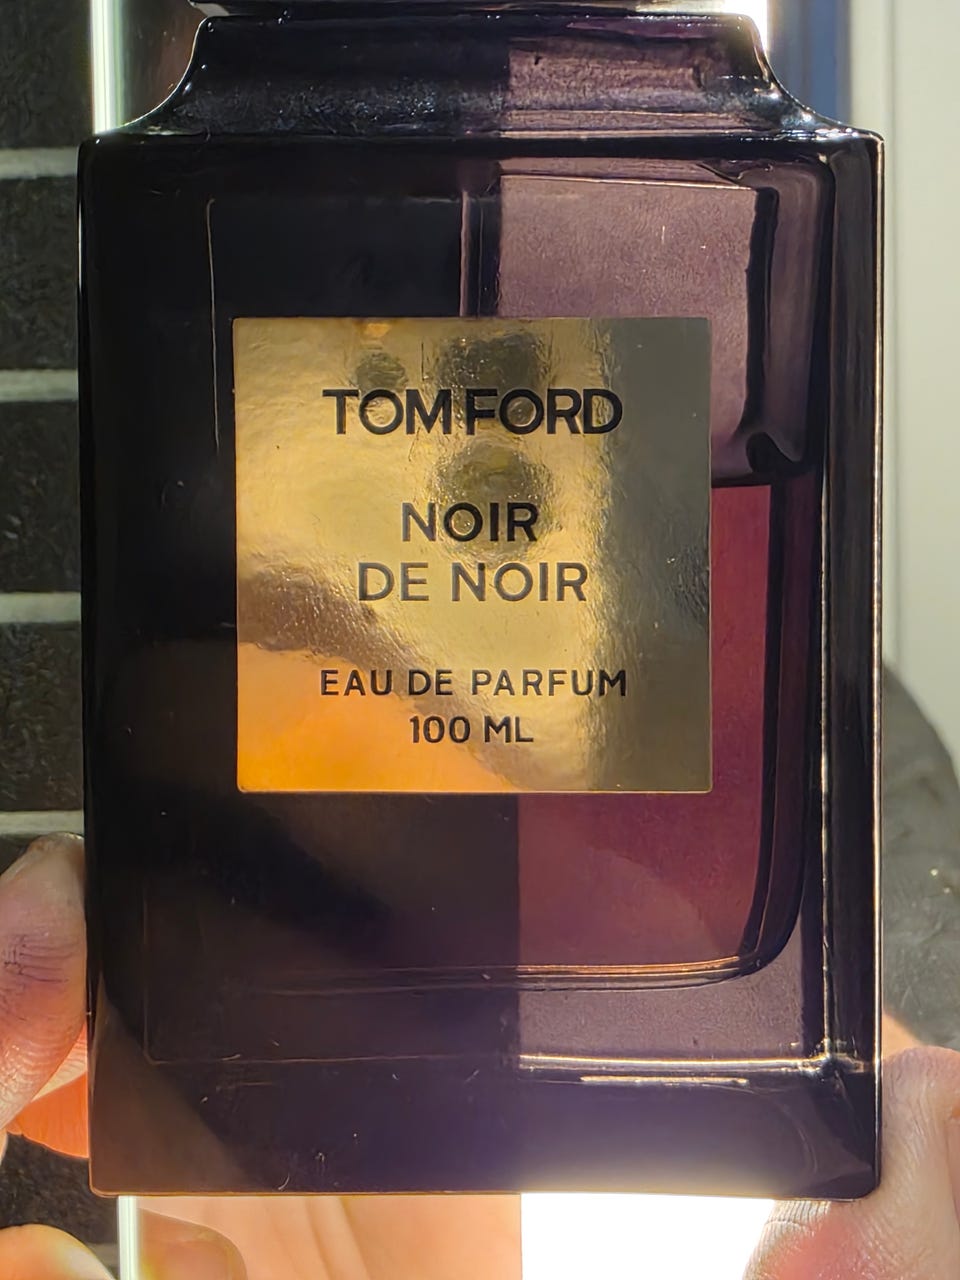 TOM FORD
NOIR
DE NOIR
EAU DE PARFUM
100 ML